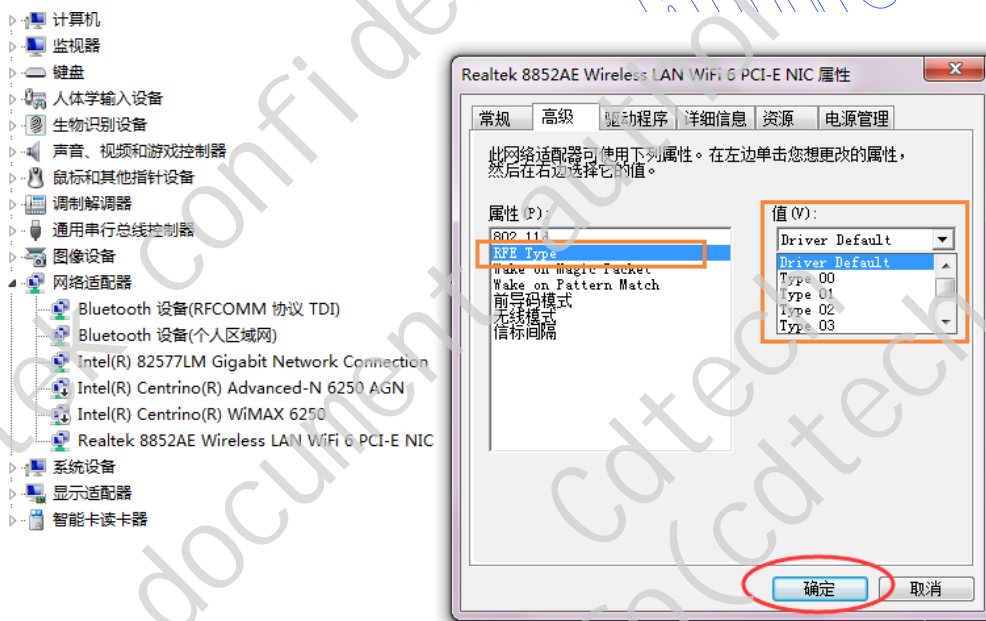 计算机
监视器
键盘
人体学输入设备
生物识别设备
声音、视频和游戏控制器
鼠标和其他指针设备
调制解调器
通用串行总线控制器
图像设备
网络适配器
Bluetooth 设备(RFCOMM 协议 TDI)
Bluetooth 设备(个人区域网)
Intel(R) 82577LM Gigabit Network Connection
Intel(R) Centrino(R) Advanced-N 6250 AGN
Intel(R) Centrino(R) WiMAX 6250
Realtek 8852AE Wireless LAN WiFi 6 PCI-E NIC
系统设备
显示适配器
智能卡读卡器
Realtek 8852AE Wireless LAN WiFi 6 PCI-E NIC 属性
常规 高级 驱动程序 详细信息 资源 电源管理
此网络适配器可使用下列属性。在左边单击您想更改的属性，
然后在右边选择它的值。
属性(P):
802.11d
RFE Type
Wake on Magic Packet
Wake on Pattern Match
前导码模式
无线模式
信标间隔
值(V):
Driver Default
Driver Default
Type 00
Type 01
Type 02
Type 03
确定 取消
confi
document
author
Cdtech
(cdtech